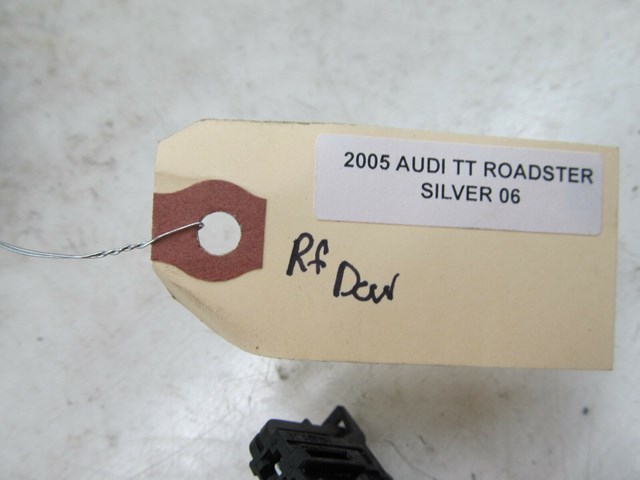 2005 AUDI TT ROADSTER
SILVER 06
Rf
Door